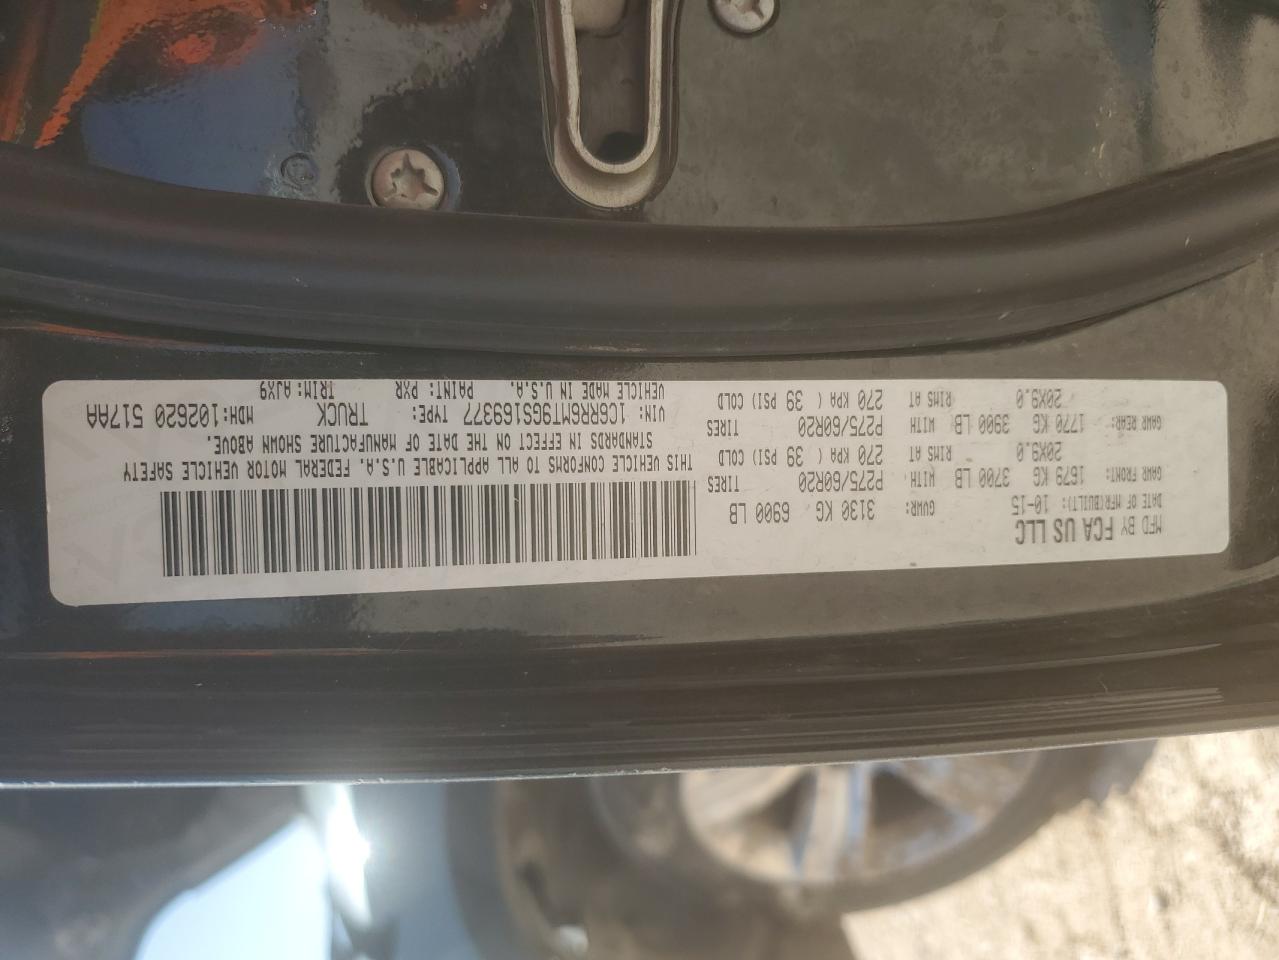 MFD BY FCA US LLC
DATE OF MFR(BUILT): 10-15 GVWR: 3130 KG 6900 LB
GAWR FRONT: 1679 KG 3700 LB WITH P275/60R20 TIRES
20X9.0 RIMS AT 270 KPA ( 39 PSI) COLD
GAWR REAR: 1770 KG 3900 LB WITH P275/60R20 TIRES
20X9.0 RIMS AT 270 KPA ( 39 PSI) COLD
THIS VEHICLE CONFORMS TO ALL APPLICABLE U.S.A. FEDERAL MOTOR VEHICLE SAFETY
STANDARDS IN EFFECT ON THE DATE OF MANUFACTURE SHOWN ABOVE.
VIN: 1C6RR6MT9GS169377 TYPE: TRUCK MDH: 102620 517AA
VEHICLE MADE IN U.S.A. PAINT: PXR TRIM: AJX9